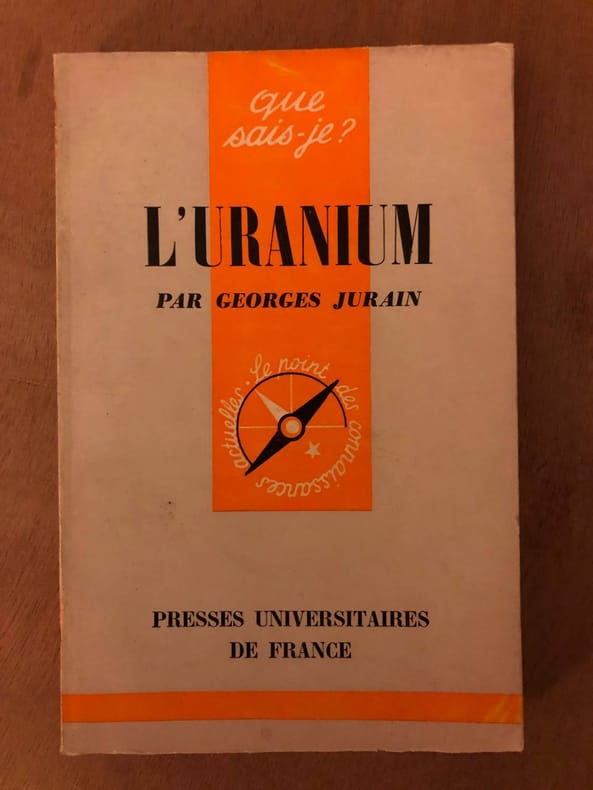 que
sais-je?
L'URANIUM
PAR GEORGES JURAIN
Le point des connaissances actuelles.
PRESSES UNIVERSITAIRES
DE FRANCE